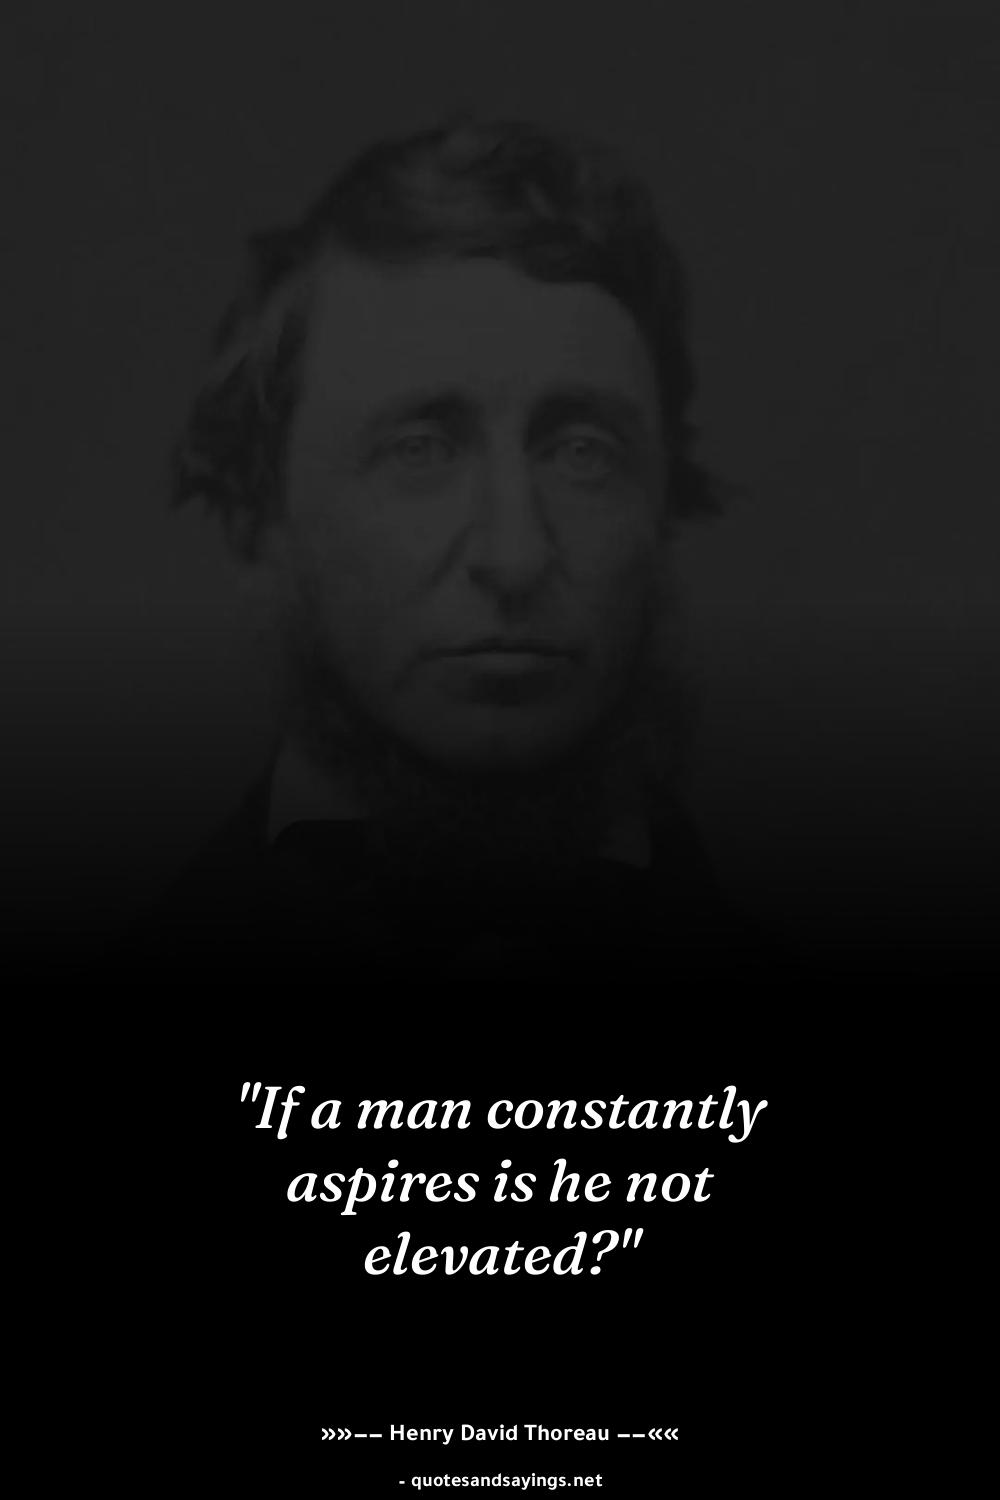 "If a man constantly
aspires is he not
elevated?"
»»−− Henry David Thoreau −−««
- quotesandsayings.net